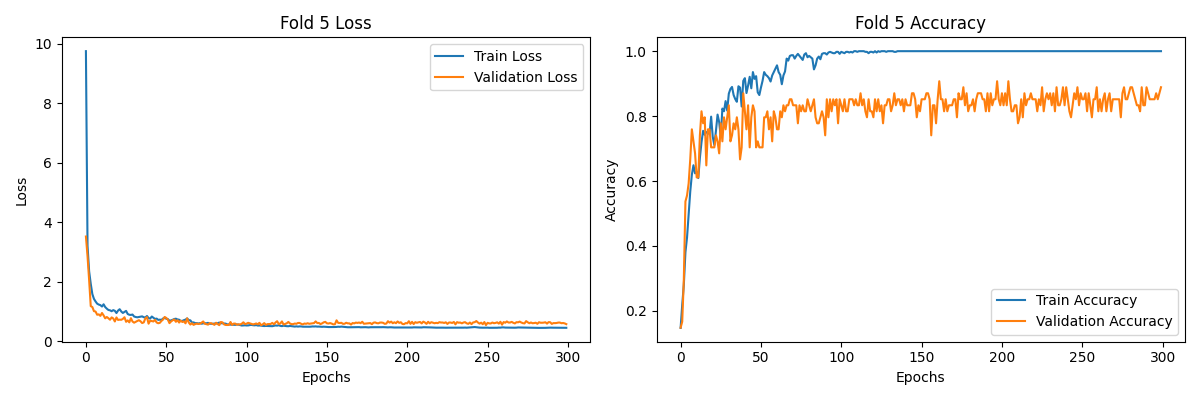 Fold 5 Loss
Train Loss
Validation Loss
10
8
6
4
2
0
Loss
0 50 100 150 200 250 300
Epochs
Fold 5 Accuracy
1.0
0.8
0.6
0.4
0.2
Accuracy
Train Accuracy
Validation Accuracy
0 50 100 150 200 250 300
Epochs